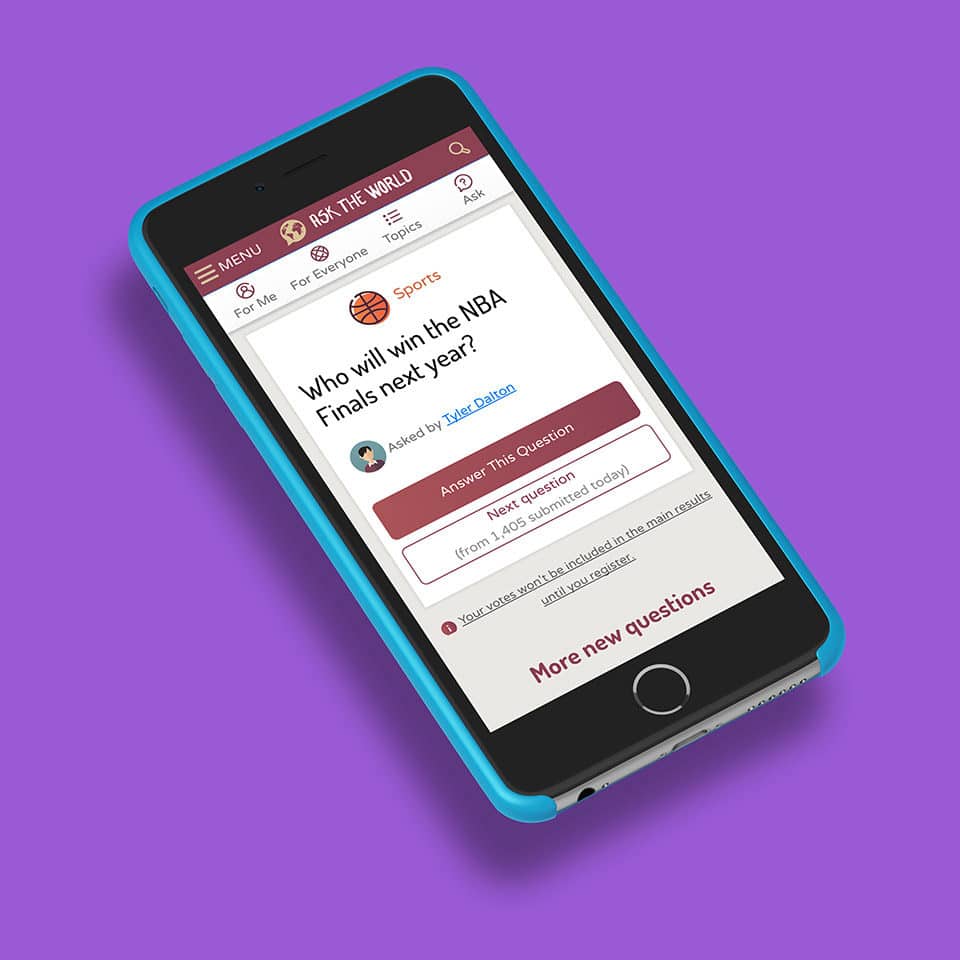 MENU
ASK THE WORLD
For Me
For Everyone
Topics
Ask
Sports
Who will win the NBA
Finals next year?
Asked by Tyler Dalton
Answer This Question
Next question
(from 1,405 submitted today)
i
Your votes won't be included in the main results
until you register.
More new questions